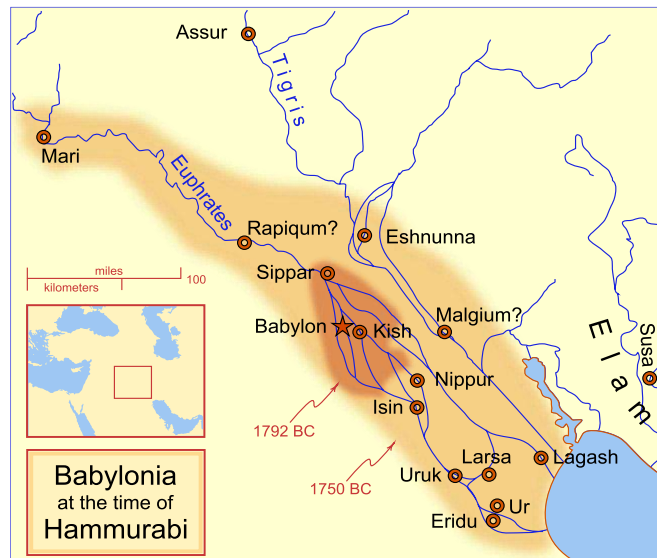 Assur
Tigris
Mari
Euphrates
Rapiqum?
Eshnunna
Sippar
miles
100
kilometers
Babylon
Kish
Malgium?
Elam
Susa
Nippur
Isin
1792 BC
Larsa
Lagash
Uruk
1750 BC
Ur
Eridu
Babylonia
at the time of
Hammurabi